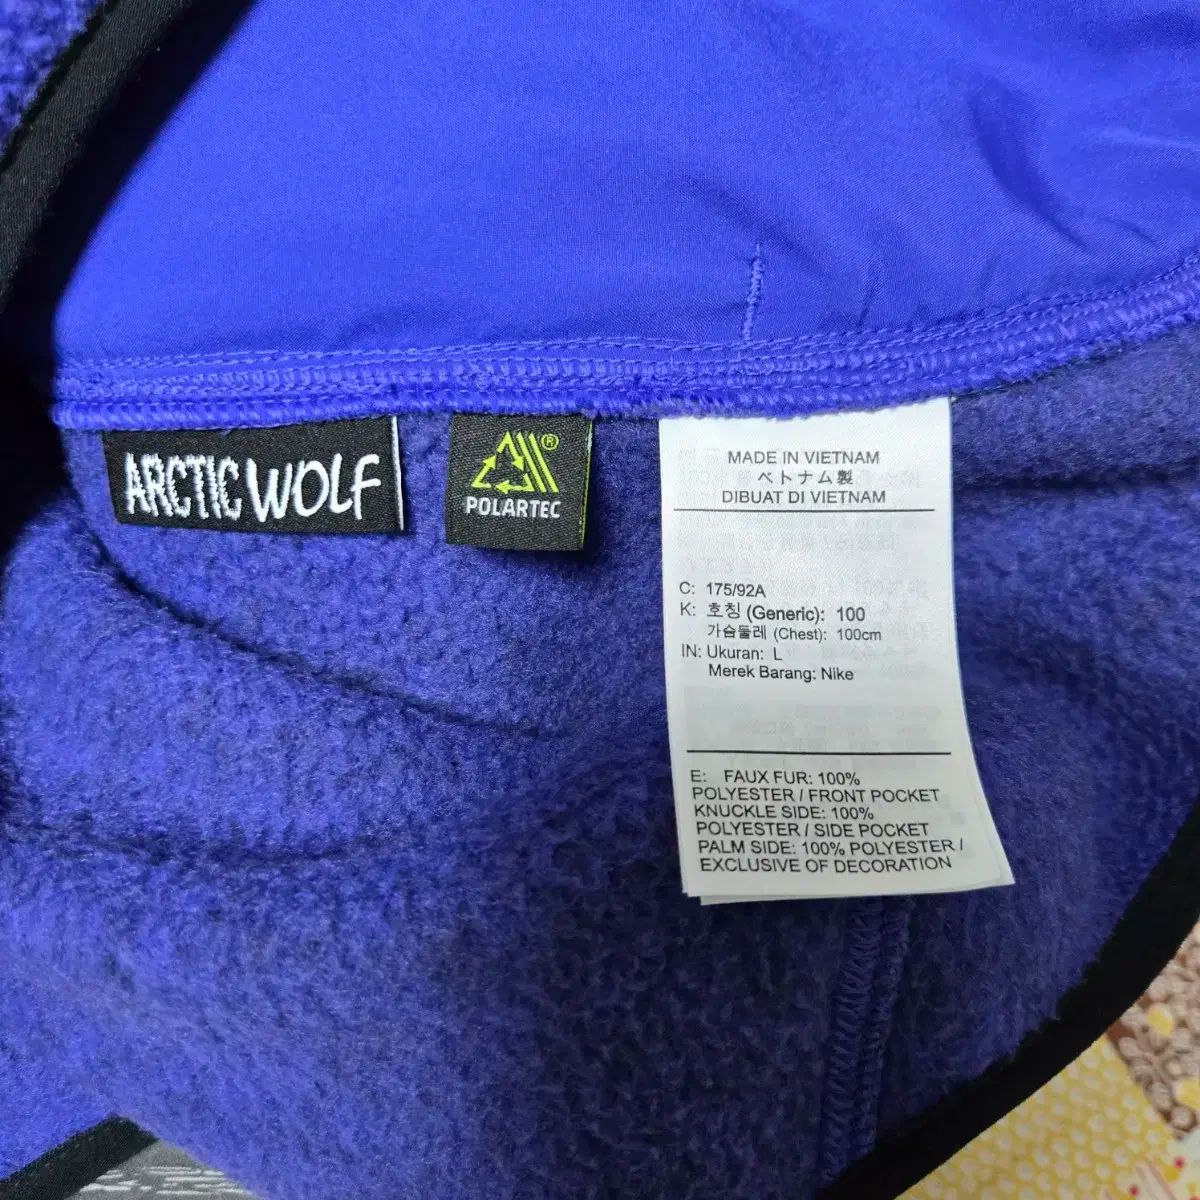 ARCTIC WOLF
®
POLARTEC
MADE IN VIETNAM
ベトナム製
DIBUAT DI VIETNAM
C: 175/92A
K: 호칭 (Generic): 100
가슴둘레 (Chest): 100cm
IN: Ukuran: L
Merek Barang: Nike
E: FAUX FUR: 100%
POLYESTER / FRONT POCKET
KNUCKLE SIDE: 100%
POLYESTER / SIDE POCKET
PALM SIDE: 100% POLYESTER /
EXCLUSIVE OF DECORATION